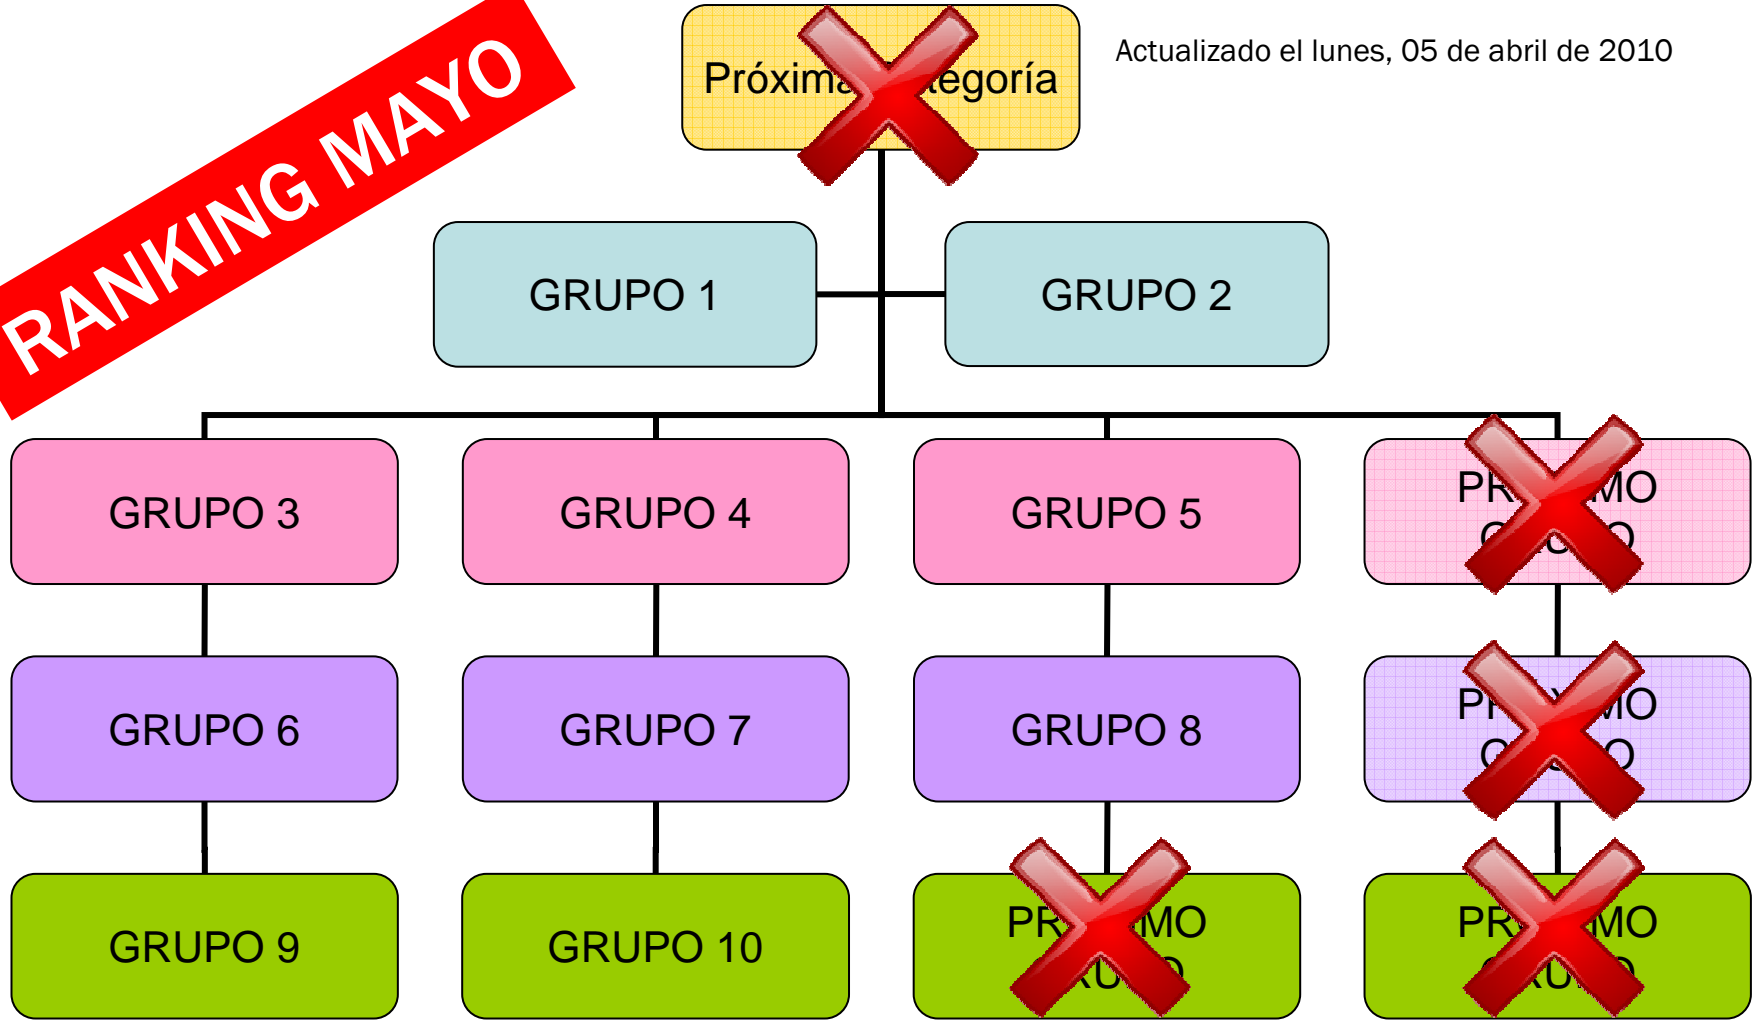 RANKING MAYO
Actualizado el lunes, 05 de abril de 2010
GRUPO 1
GRUPO 2
GRUPO 3
GRUPO 4
GRUPO 5
GRUPO 6
GRUPO 7
GRUPO 8
GRUPO 9
GRUPO 10